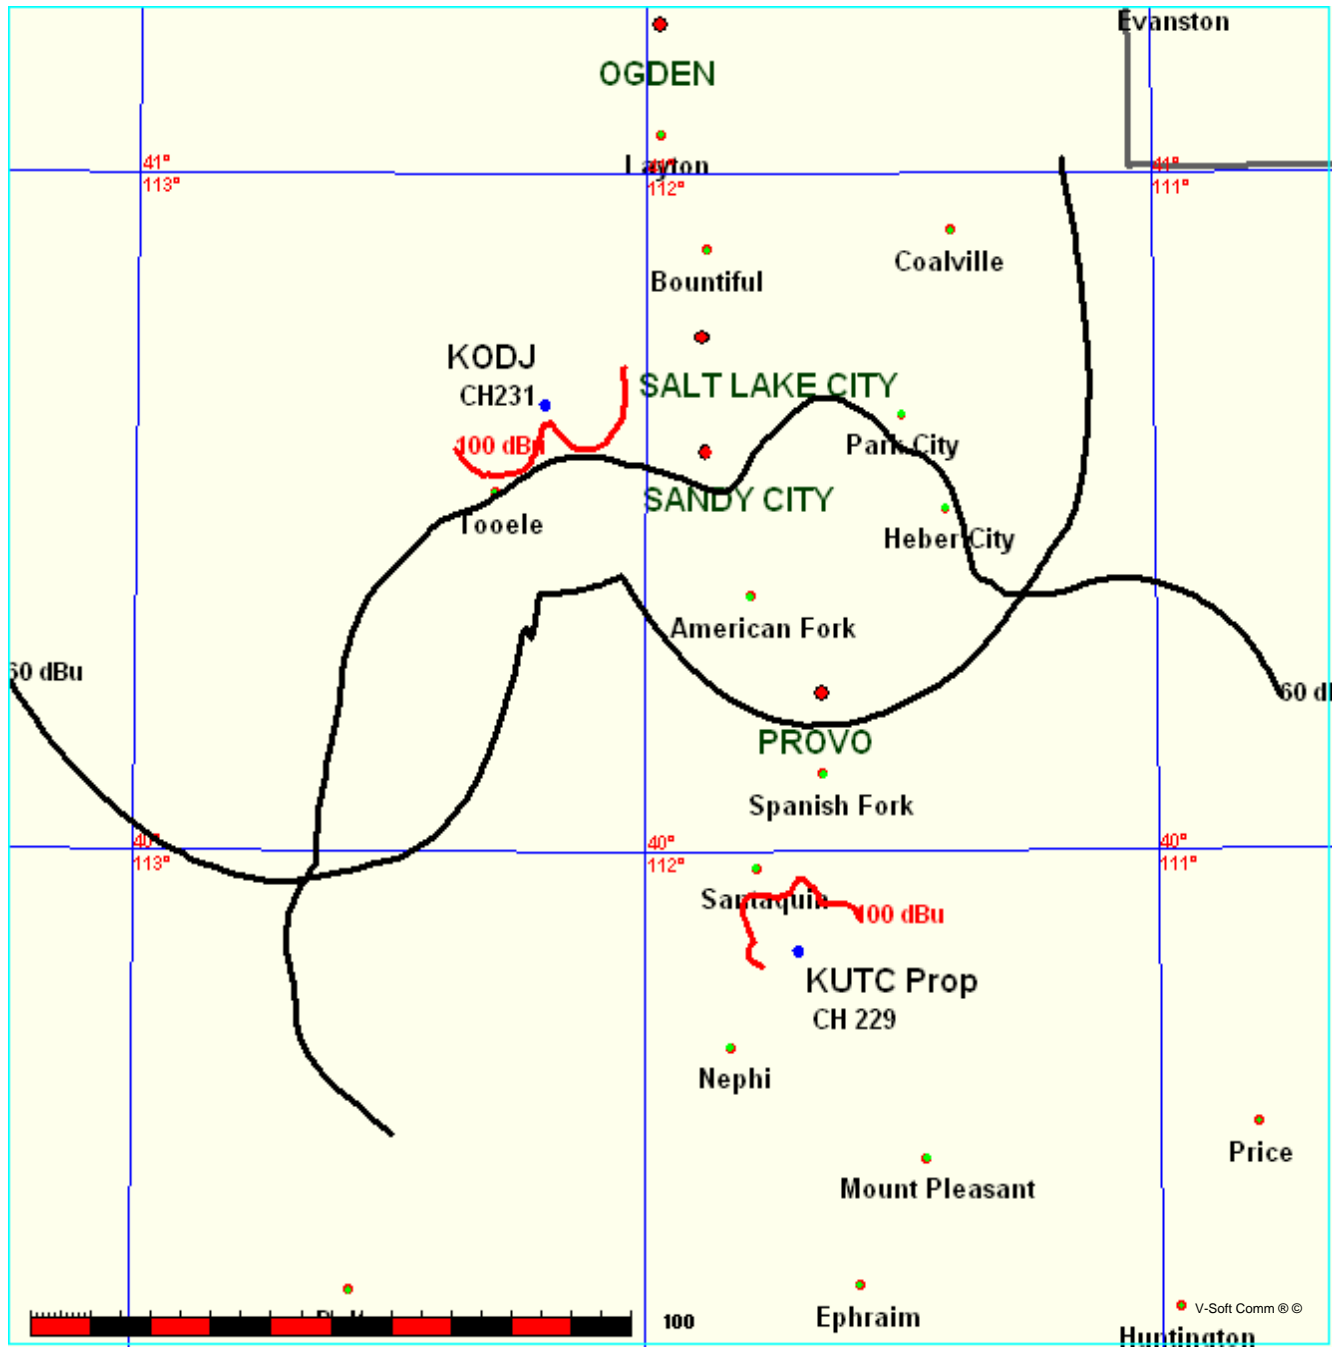 Evanston
OGDEN
Layton
41°
113°
112°
41°
111°
Coalville
Bountiful
KODJ
CH231
SALT LAKE CITY
100 dBu
Park City
SANDY CITY
Tooele
Heber City
American Fork
60 dBu
60 d
PROVO
Spanish Fork
40°
113°
40°
112°
40°
111°
Santaquin
100 dBu
KUTC Prop
CH 229
Nephi
Price
Mount Pleasant
V-Soft Comm ® ©
Ephraim
100
Huntington